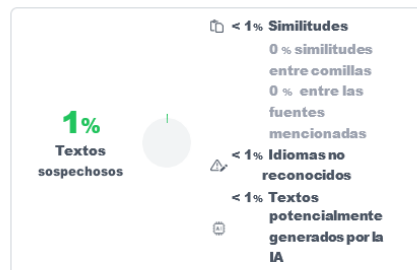 < 1% Similitudes
0 % similitudes
entre comillas
0 % entre las
fuentes
mencionadas
1%
Textos
sospechosos
< 1% Idiomas no
reconocidos
< 1% Textos
potencialmente
generados por la
IA